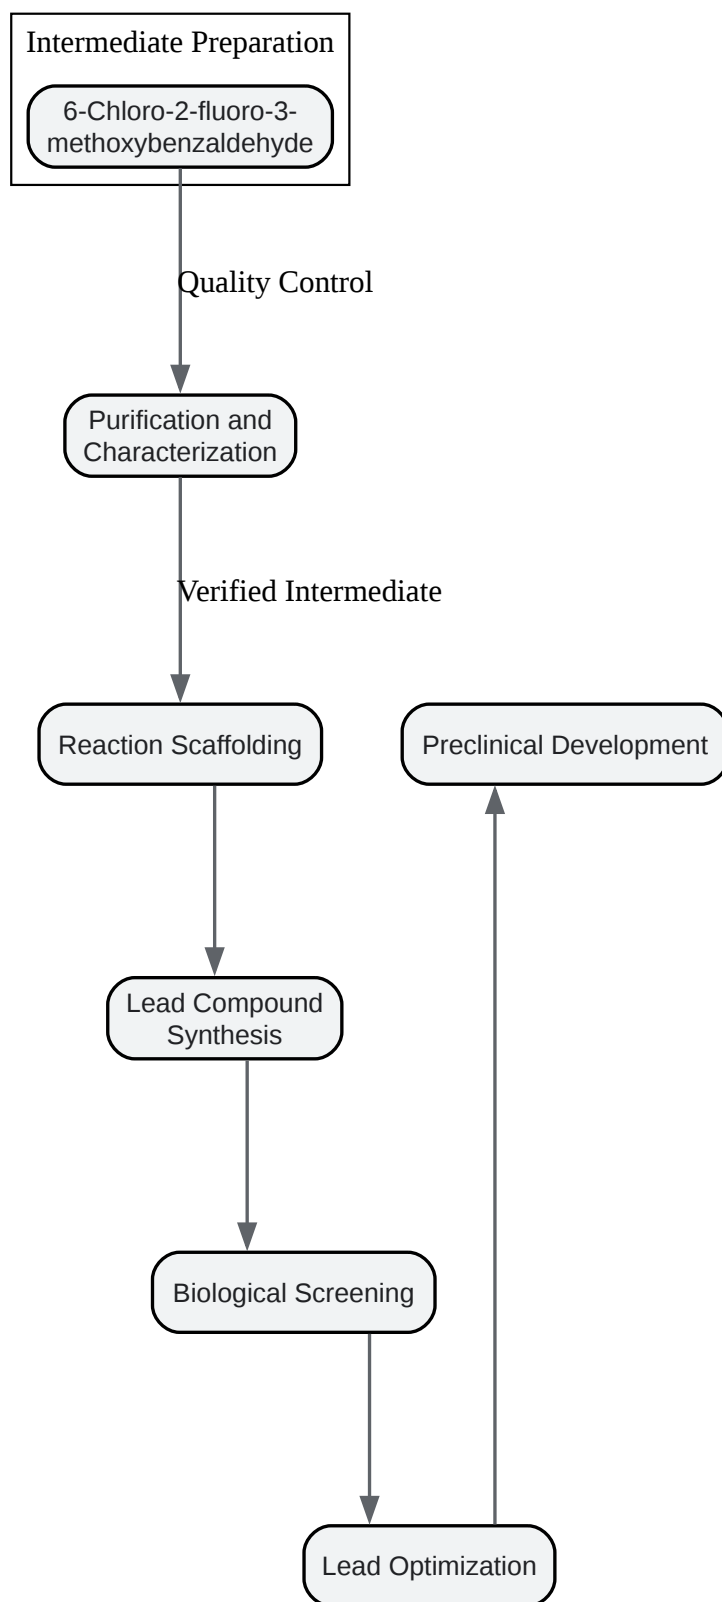 Intermediate Preparation
6-Chloro-2-fluoro-3-
methoxybenzaldehyde
Quality Control
Purification and
Characterization
Verified Intermediate
Reaction Scaffolding
Preclinical Development
Lead Compound
Synthesis
Biological Screening
Lead Optimization